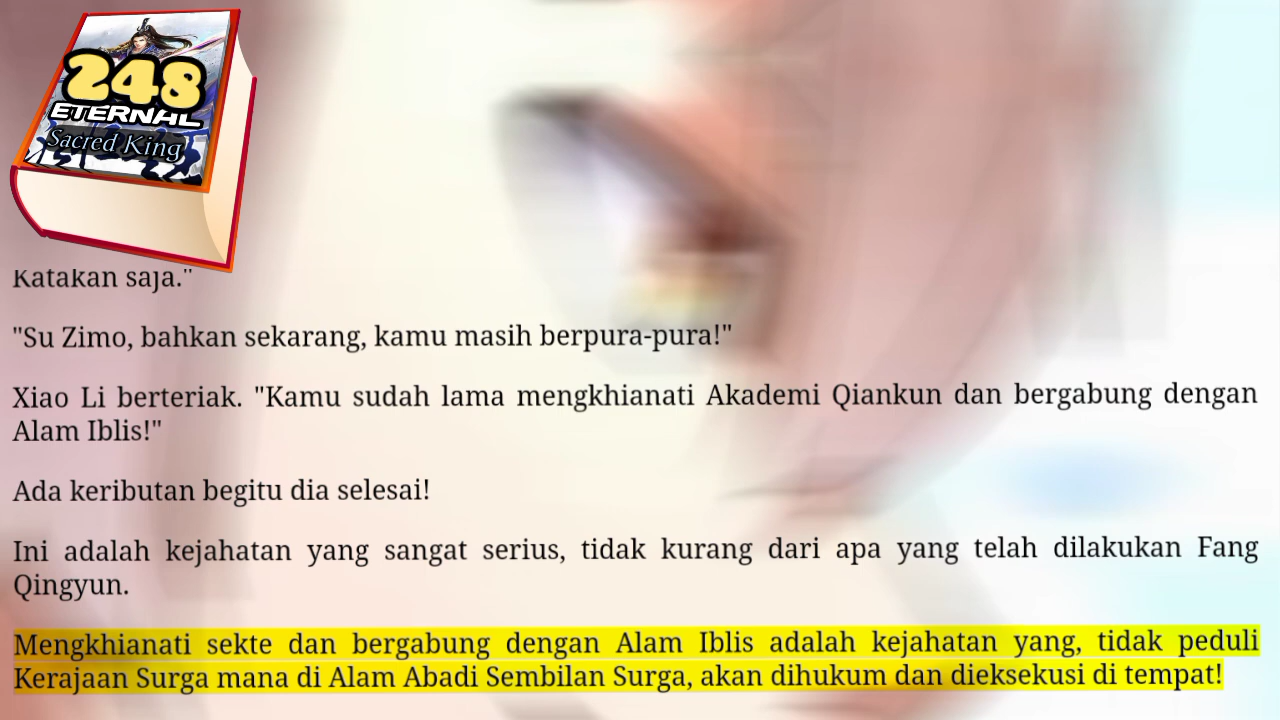 248
ETERNAL
Sacred King
Katakan saja."
"Su Zimo, bahkan sekarang, kamu masih berpura-pura!"
Xiao Li berteriak. "Kamu sudah lama mengkhianati Akademi Qiankun dan bergabung dengan
Alam Iblis!"
Ada keributan begitu dia selesai!
Ini adalah kejahatan yang sangat serius, tidak kurang dari apa yang telah dilakukan Fang
Qingyun.
Mengkhianati sekte dan bergabung dengan Alam Iblis adalah kejahatan yang, tidak peduli
Kerajaan Surga mana di Alam Abadi Sembilan Surga, akan dihukum dan dieksekusi di tempat!